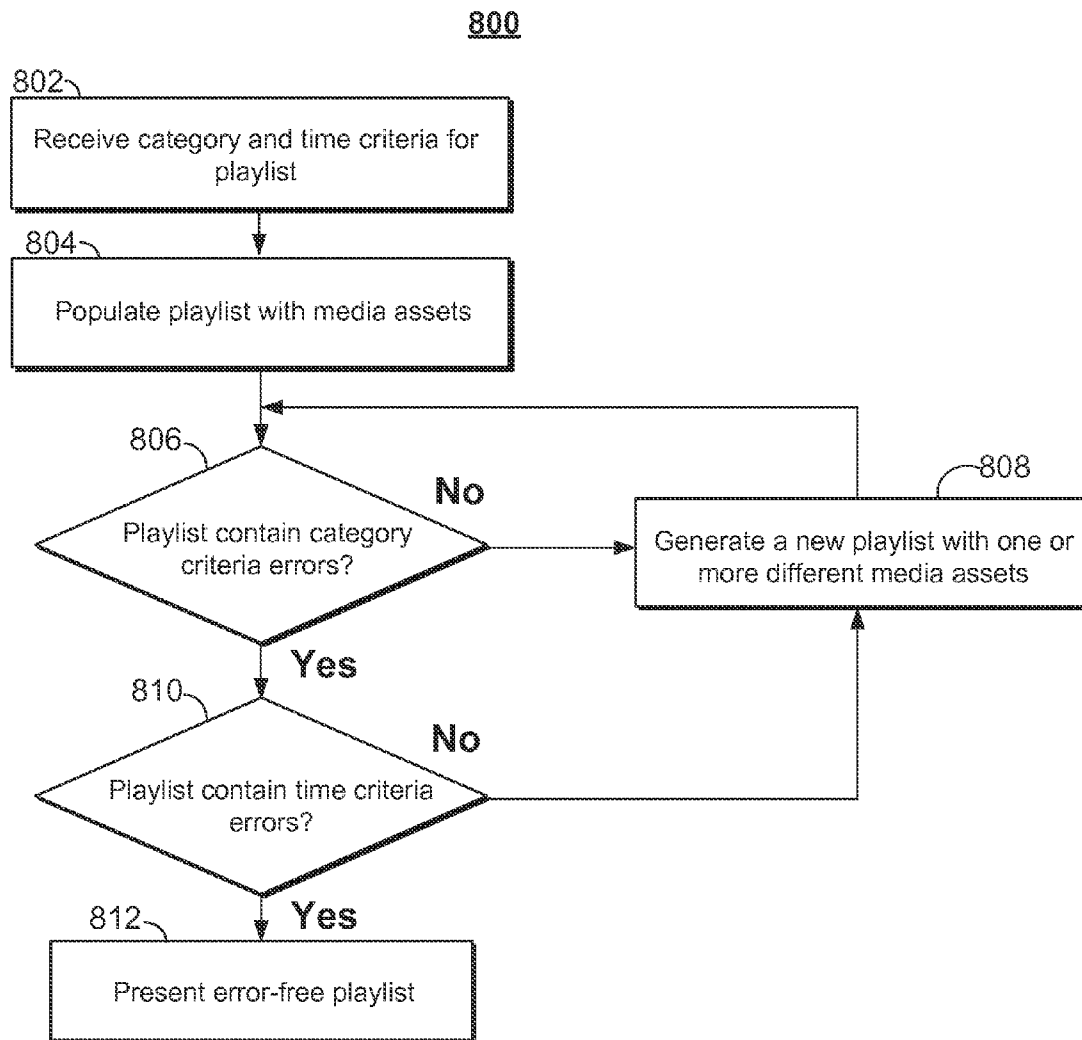 800
802
Receive category and time criteria for
playlist
804
Populate playlist with media assets
806
No
808
Playlist contain category
criteria errors?
Generate a new playlist with one or
more different media assets
Yes
810
No
Playlist contain time criteria
errors?
Yes
812
Present error-free playlist